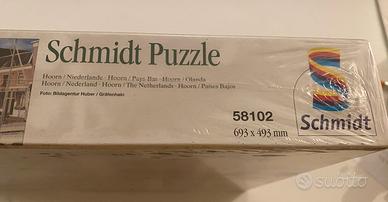 Schmidt Puzzle
Hoorn / Niederlande · Hoorn / Pays Bas · Hoorn / Olanda
Hoorn / Nederland · Hoorn / The Netherlands · Hoorn / Países Bajos
Foto: Bildagentur Huber / Gräfenhain
58102
693 x 493 mm
Schmidt
subito